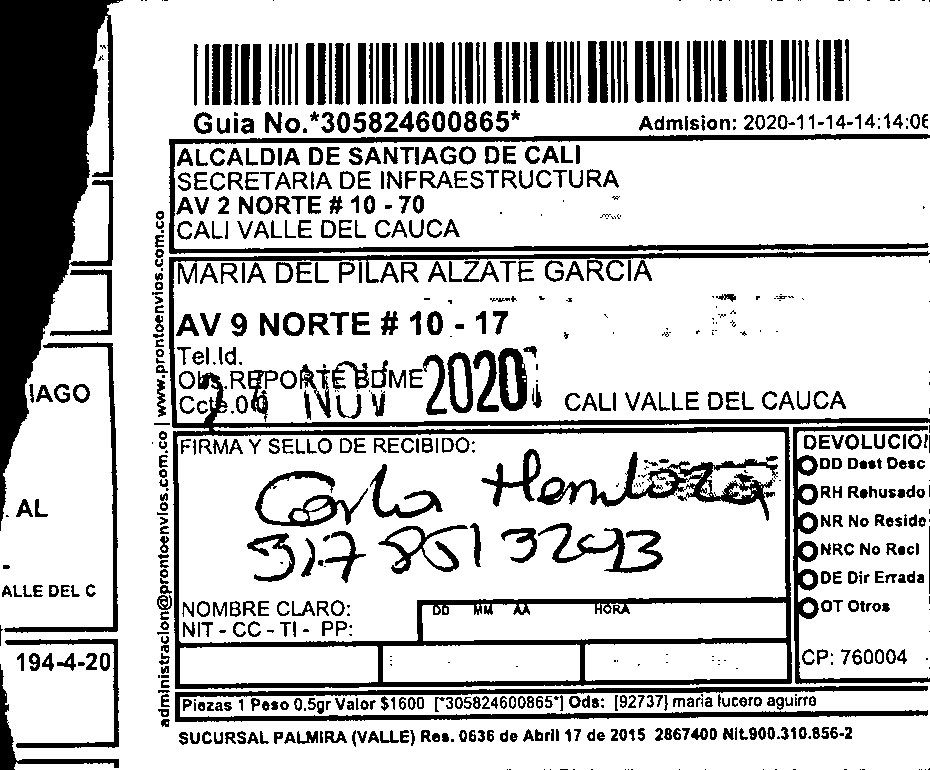 Guia No.*305824600865*
Admision: 2020-11-14-14:14:06
ALCALDIA DE SANTIAGO DE CALI
SECRETARIA DE INFRAESTRUCTURA
AV 2 NORTE # 10 - 70
CALI VALLE DEL CAUCA
MARIA DEL PILAR ALZATE GARCIA
AV 9 NORTE # 10 - 17
Tel.Id.
Obs.REPORTE BDME
Ccte.00
NOV 2020
CALI VALLE DEL CAUCA
FIRMA Y SELLO DE RECIBIDO:
Carla
NOMBRE CLARO:
NIT - CC - TI - PP:
DD MM AA HORA
DEVOLUCIO
DD Dest Desc
RH Rehusado
NR No Reside
NRC No Recl
DE Dir Errada
OT Otros
CP: 760004
Piezas 1 Peso 0.5gr Valor $1600 [*305824600865*] Ods: [92737] maria lucero aguirre
SUCURSAL PALMIRA (VALLE) Res. 0636 de Abril 17 de 2015 2867400 Nit.900.310.856-2
administracion@prontoenvios.com.co | www.prontoenvios.com.co
IAGO
AL
-
ALLE DEL C
194-4-20